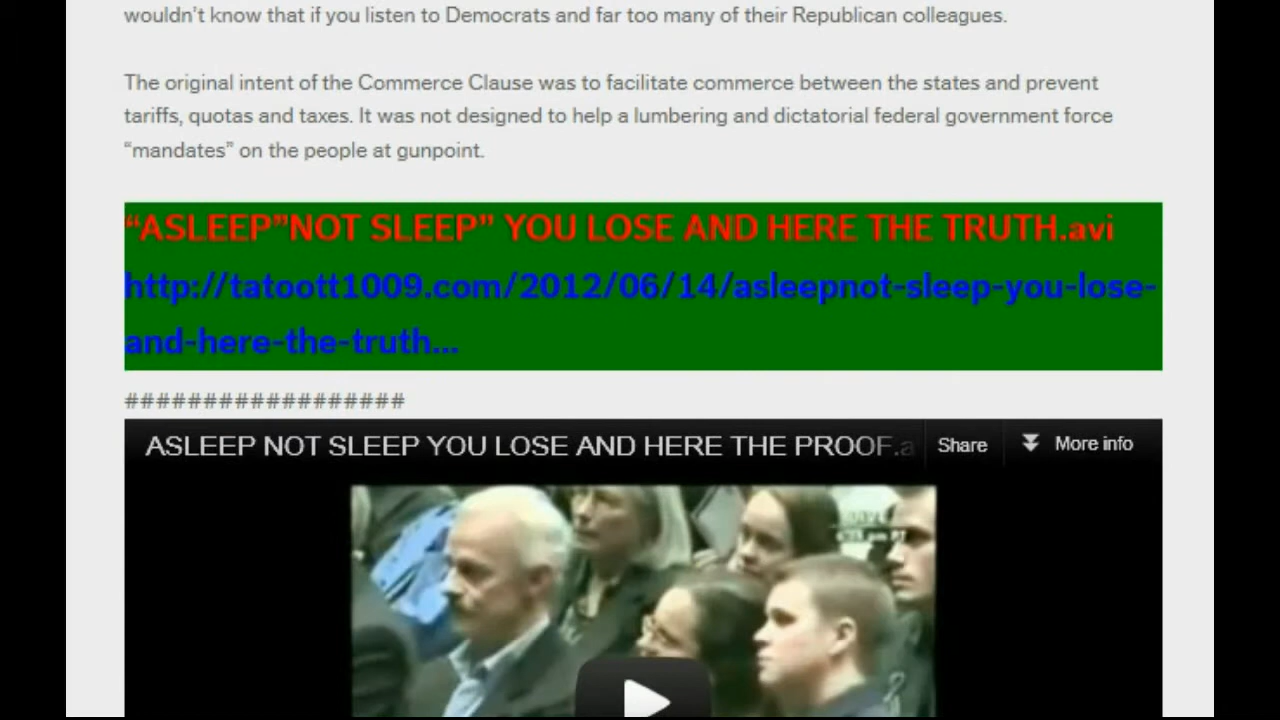 wouldn't know that if you listen to Democrats and far too many of their Republican colleagues.
The original intent of the Commerce Clause was to facilitate commerce between the states and prevent
tariffs, quotas and taxes. It was not designed to help a lumbering and dictatorial federal government force
“mandates” on the people at gunpoint.
“ASLEEP”NOT SLEEP” YOU LOSE AND HERE THE TRUTH.avi
http://tatoott1009.com/2012/06/14/asleepnot-sleep-you-lose-
and-here-the-truth...
##################
ASLEEP NOT SLEEP YOU LOSE AND HERE THE PROOF.a
Share
More info